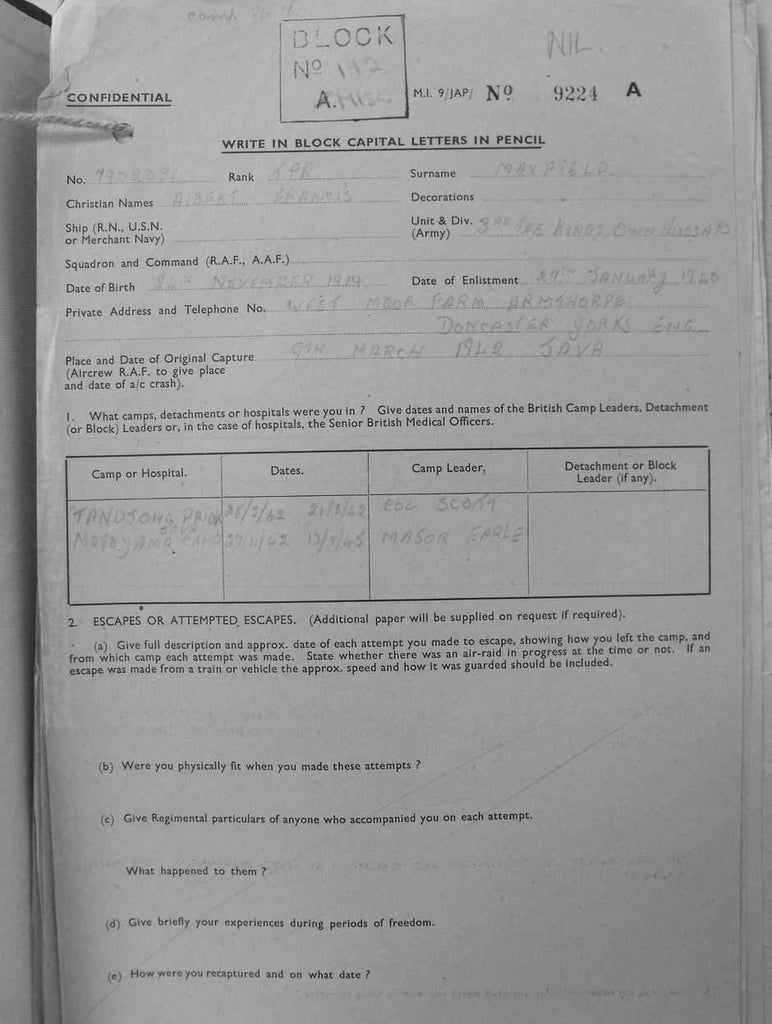 CAMP
BLOCK
Nº 192
A. MISC.
NIL.
CONFIDENTIAL
M.I. 9/JAP/ Nº 9224 A
WRITE IN BLOCK CAPITAL LETTERS IN PENCIL
No. Rank TPR Surname MAYFIELD
Christian Names ALBERT FRANCIS Decorations
Ship (R.N., U.S.N.
or Merchant Navy)
Unit & Div. 3RD THE KINGS OWN HUSSARS
(Army)
Squadron and Command (R.A.F., A.A.F.)
Date of Birth NOVEMBER 1919 Date of Enlistment JANUARY 1940
Private Address and Telephone No. WEST MOOR FARM ARMTHORPE
DONCASTER YORKS ENG
Place and Date of Original Capture 9TH MARCH 1942 JAVA
(Aircrew R.A.F. to give place
and date of a/c crash).
1. What camps, detachments or hospitals were you in ? Give dates and names of the British Camp Leaders, Detachment
(or Block) Leaders or, in the case of hospitals, the Senior British Medical Officers.
Camp or Hospital. Dates. Camp Leader. Detachment or Block
Leader (if any).
TANDJONG PRIOK COL SCOTT
JAVA
MOTOYAMA CAMP 27/11/42 13/9/45 MAJOR EARLE
2. ESCAPES OR ATTEMPTED ESCAPES. (Additional paper will be supplied on request if required).
(a) Give full description and approx. date of each attempt you made to escape, showing how you left the camp, and
from which camp each attempt was made. State whether there was an air-raid in progress at the time or not. If an
escape was made from a train or vehicle the approx. speed and how it was guarded should be included.
(b) Were you physically fit when you made these attempts ?
(c) Give Regimental particulars of anyone who accompanied you on each attempt.
What happened to them ?
(d) Give briefly your experiences during periods of freedom.
(e) How were you recaptured and on what date ?